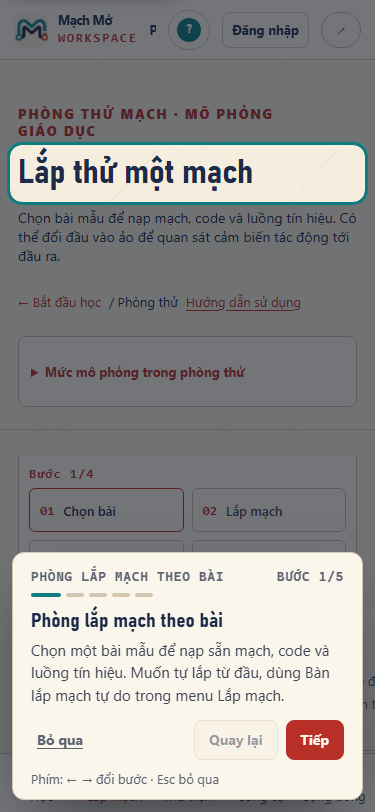 Mạch Mở
WORKSPACE
P
?
Đăng nhập
↗
PHÒNG THỬ MẠCH · MÔ PHỎNG
GIÁO DỤC
Lắp thử một mạch
Chọn bài mẫu để nạp mạch, code và luồng tín hiệu. Có
thể đổi đầu vào ảo để quan sát cảm biến tác động tới
đầu ra.
← Bắt đầu học / Phòng thử Hướng dẫn sử dụng
▶ Mức mô phỏng trong phòng thử
Bước 1/4
01 Chọn bài
02 Lắp mạch
PHÒNG LẮP MẠCH THEO BÀI
BƯỚC 1/5
Phòng lắp mạch theo bài
Chọn một bài mẫu để nạp sẵn mạch, code và
luồng tín hiệu. Muốn tự lắp từ đầu, dùng Bàn
lắp mạch tự do trong menu Lắp mạch.
Bỏ qua
Quay lại
Tiếp
Phím: ← → đổi bước · Esc bỏ qua